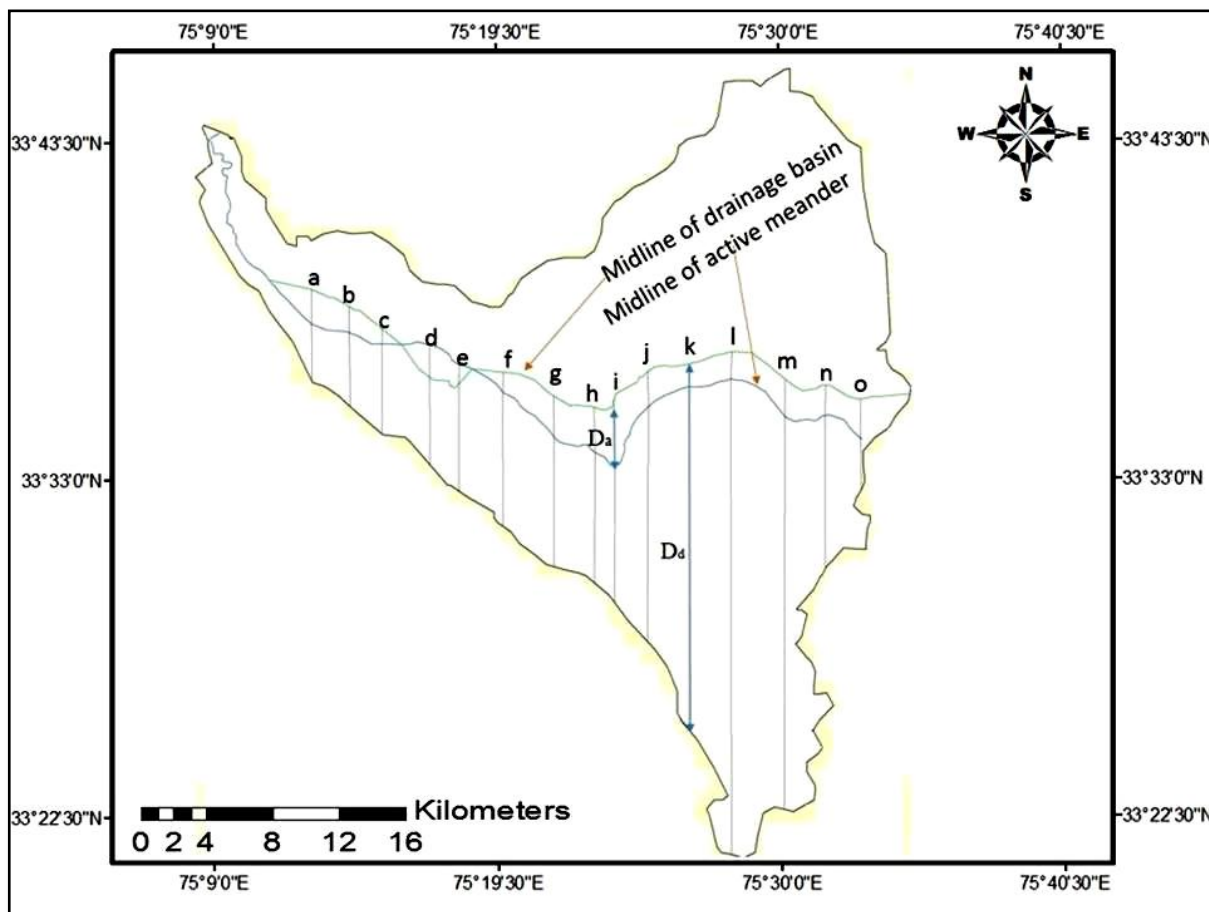 75°9'0"E
75°19'30"E
75°30'0"E
75°40'30"E
N
W
E
S
33°43'30"N
33°43'30"N
Midline of drainage basin
Midline of active meander
a
b
c
d
e
f
g
h
i
j
k
l
m
n
o
Da
33°33'0"N
33°33'0"N
Dd
Kilometers
0 2 4 8 12 16
33°22'30"N
33°22'30"N
75°9'0"E
75°19'30"E
75°30'0"E
75°40'30"E